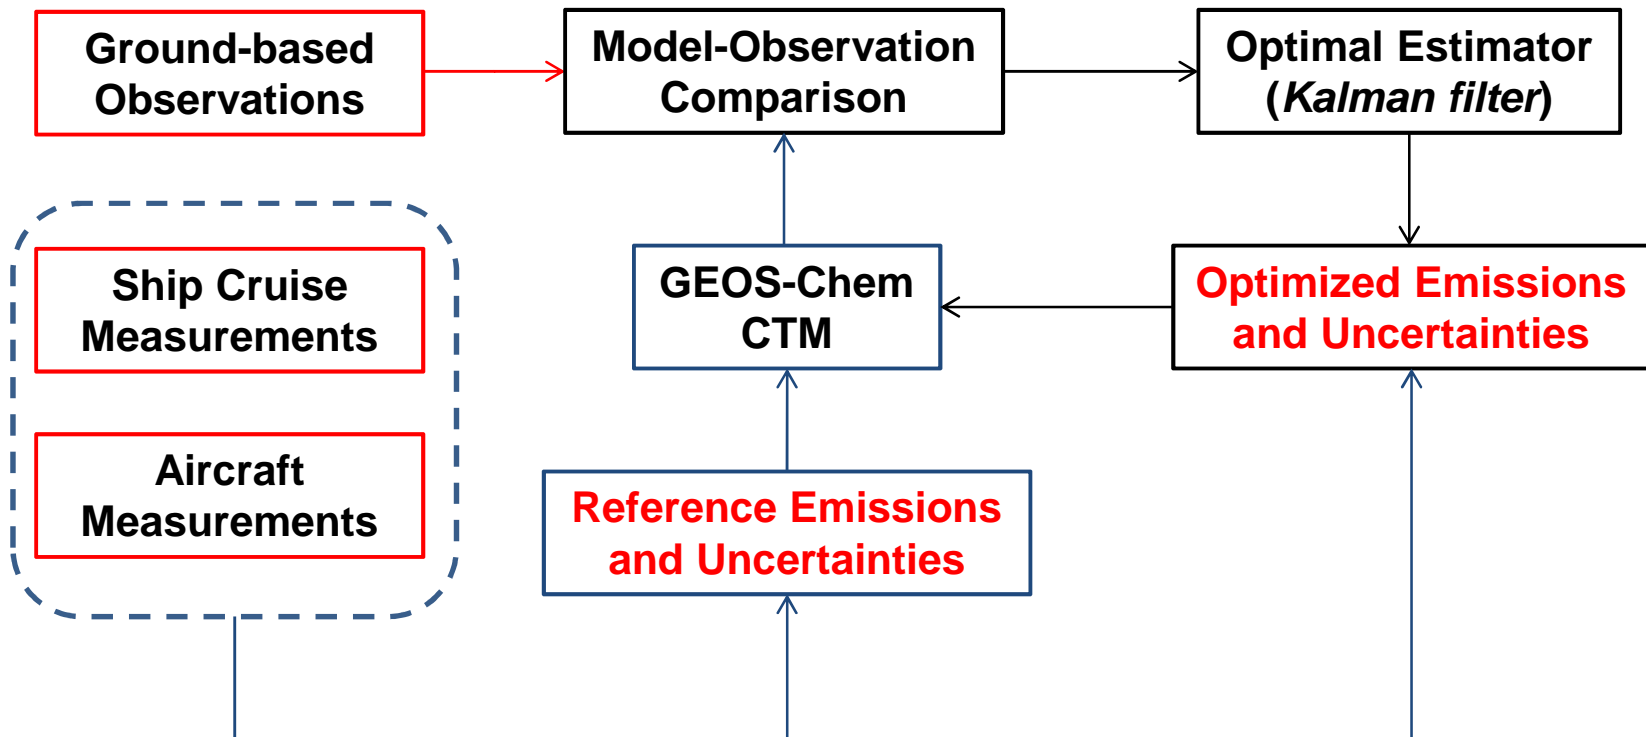 Ground-based
Observations
Model-Observation
Comparison
Optimal Estimator
(Kalman filter)
Ship Cruise
Measurements
GEOS-Chem
CTM
Optimized Emissions
and Uncertainties
Aircraft
Measurements
Reference Emissions
and Uncertainties